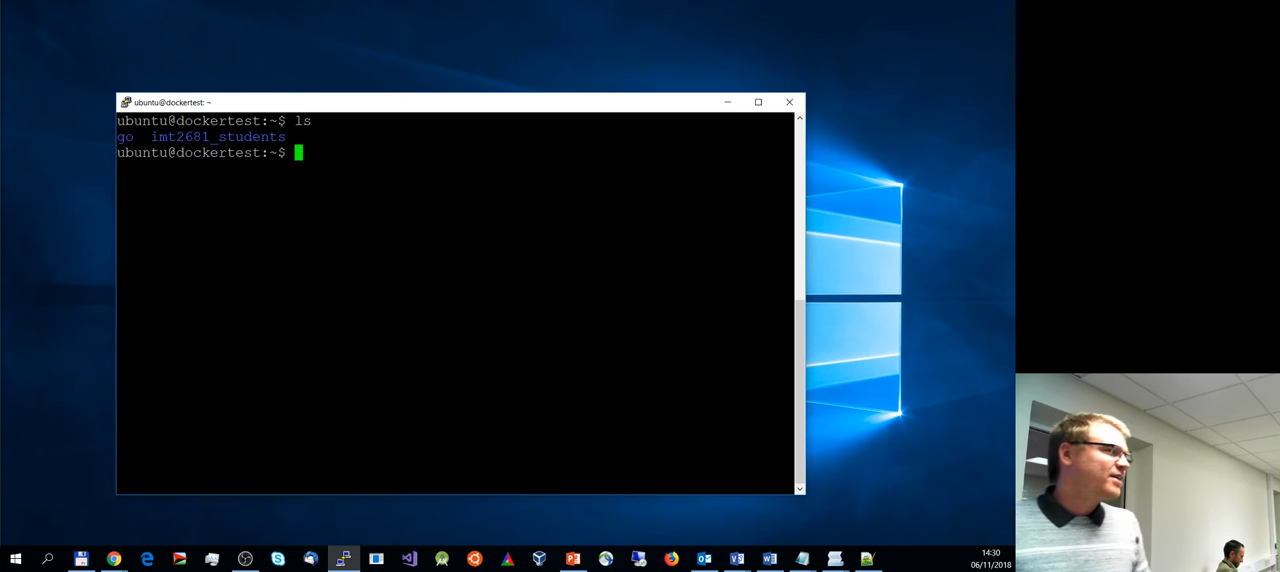 ubuntu@dockertest: ~
ubuntu@dockertest:~$ ls
go imt2681_students
ubuntu@dockertest:~$
14:30
06/11/2018